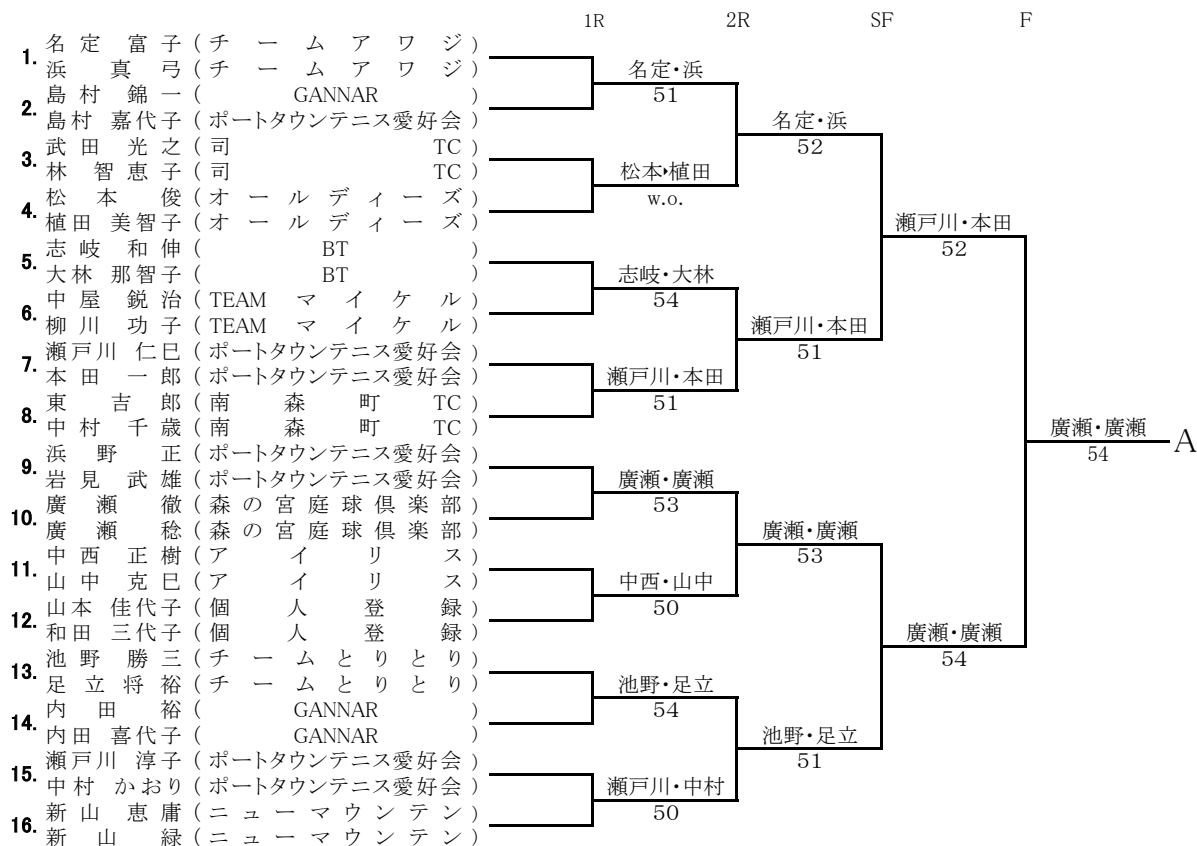 1R 2R SF F
1. 名定 富子 (チームアワジ)
浜 真弓 (チームアワジ)
2. 島村 錦一 (GANNAR)
島村 嘉代子 (ポートタウンテニス愛好会)
3. 武田 光之 (司 TC)
林 智恵子 (司 TC)
4. 松本 俊 (オールディーズ)
植田 美智子 (オールディーズ)
5. 志岐 和伸 (BT)
大林 那智子 (BT)
6. 中屋 鋭治 (TEAM マイケル)
柳川 功子 (TEAM マイケル)
7. 瀬戸川 仁巳 (ポートタウンテニス愛好会)
本田 一郎 (ポートタウンテニス愛好会)
8. 東 吉郎 (南森町 TC)
中村 千歳 (南森町 TC)
9. 浜野 正 (ポートタウンテニス愛好会)
岩見 武雄 (ポートタウンテニス愛好会)
10. 廣瀬 徹 (森の宮庭球倶楽部)
廣瀬 稔 (森の宮庭球倶楽部)
11. 中西 正樹 (アイリス)
山中 克巳 (アイリス)
12. 山本 佳代子 (個人登録)
和田 三代子 (個人登録)
13. 池野 勝三 (チームとりとり)
足立 将裕 (チームとりとり)
14. 内田 裕 (GANNAR)
内田 喜代子 (GANNAR)
15. 瀬戸川 淳子 (ポートタウンテニス愛好会)
中村 かおり (ポートタウンテニス愛好会)
16. 新山 恵庸 (ニューマウンテン)
新山 緑 (ニューマウンテン)
名定・浜
51
松本・植田
w.o.
志岐・大林
54
瀬戸川・本田
51
廣瀬・廣瀬
53
中西・山中
50
池野・足立
54
瀬戸川・中村
50
名定・浜
52
瀬戸川・本田
51
廣瀬・廣瀬
53
池野・足立
51
瀬戸川・本田
52
廣瀬・廣瀬
54
廣瀬・廣瀬
54
A